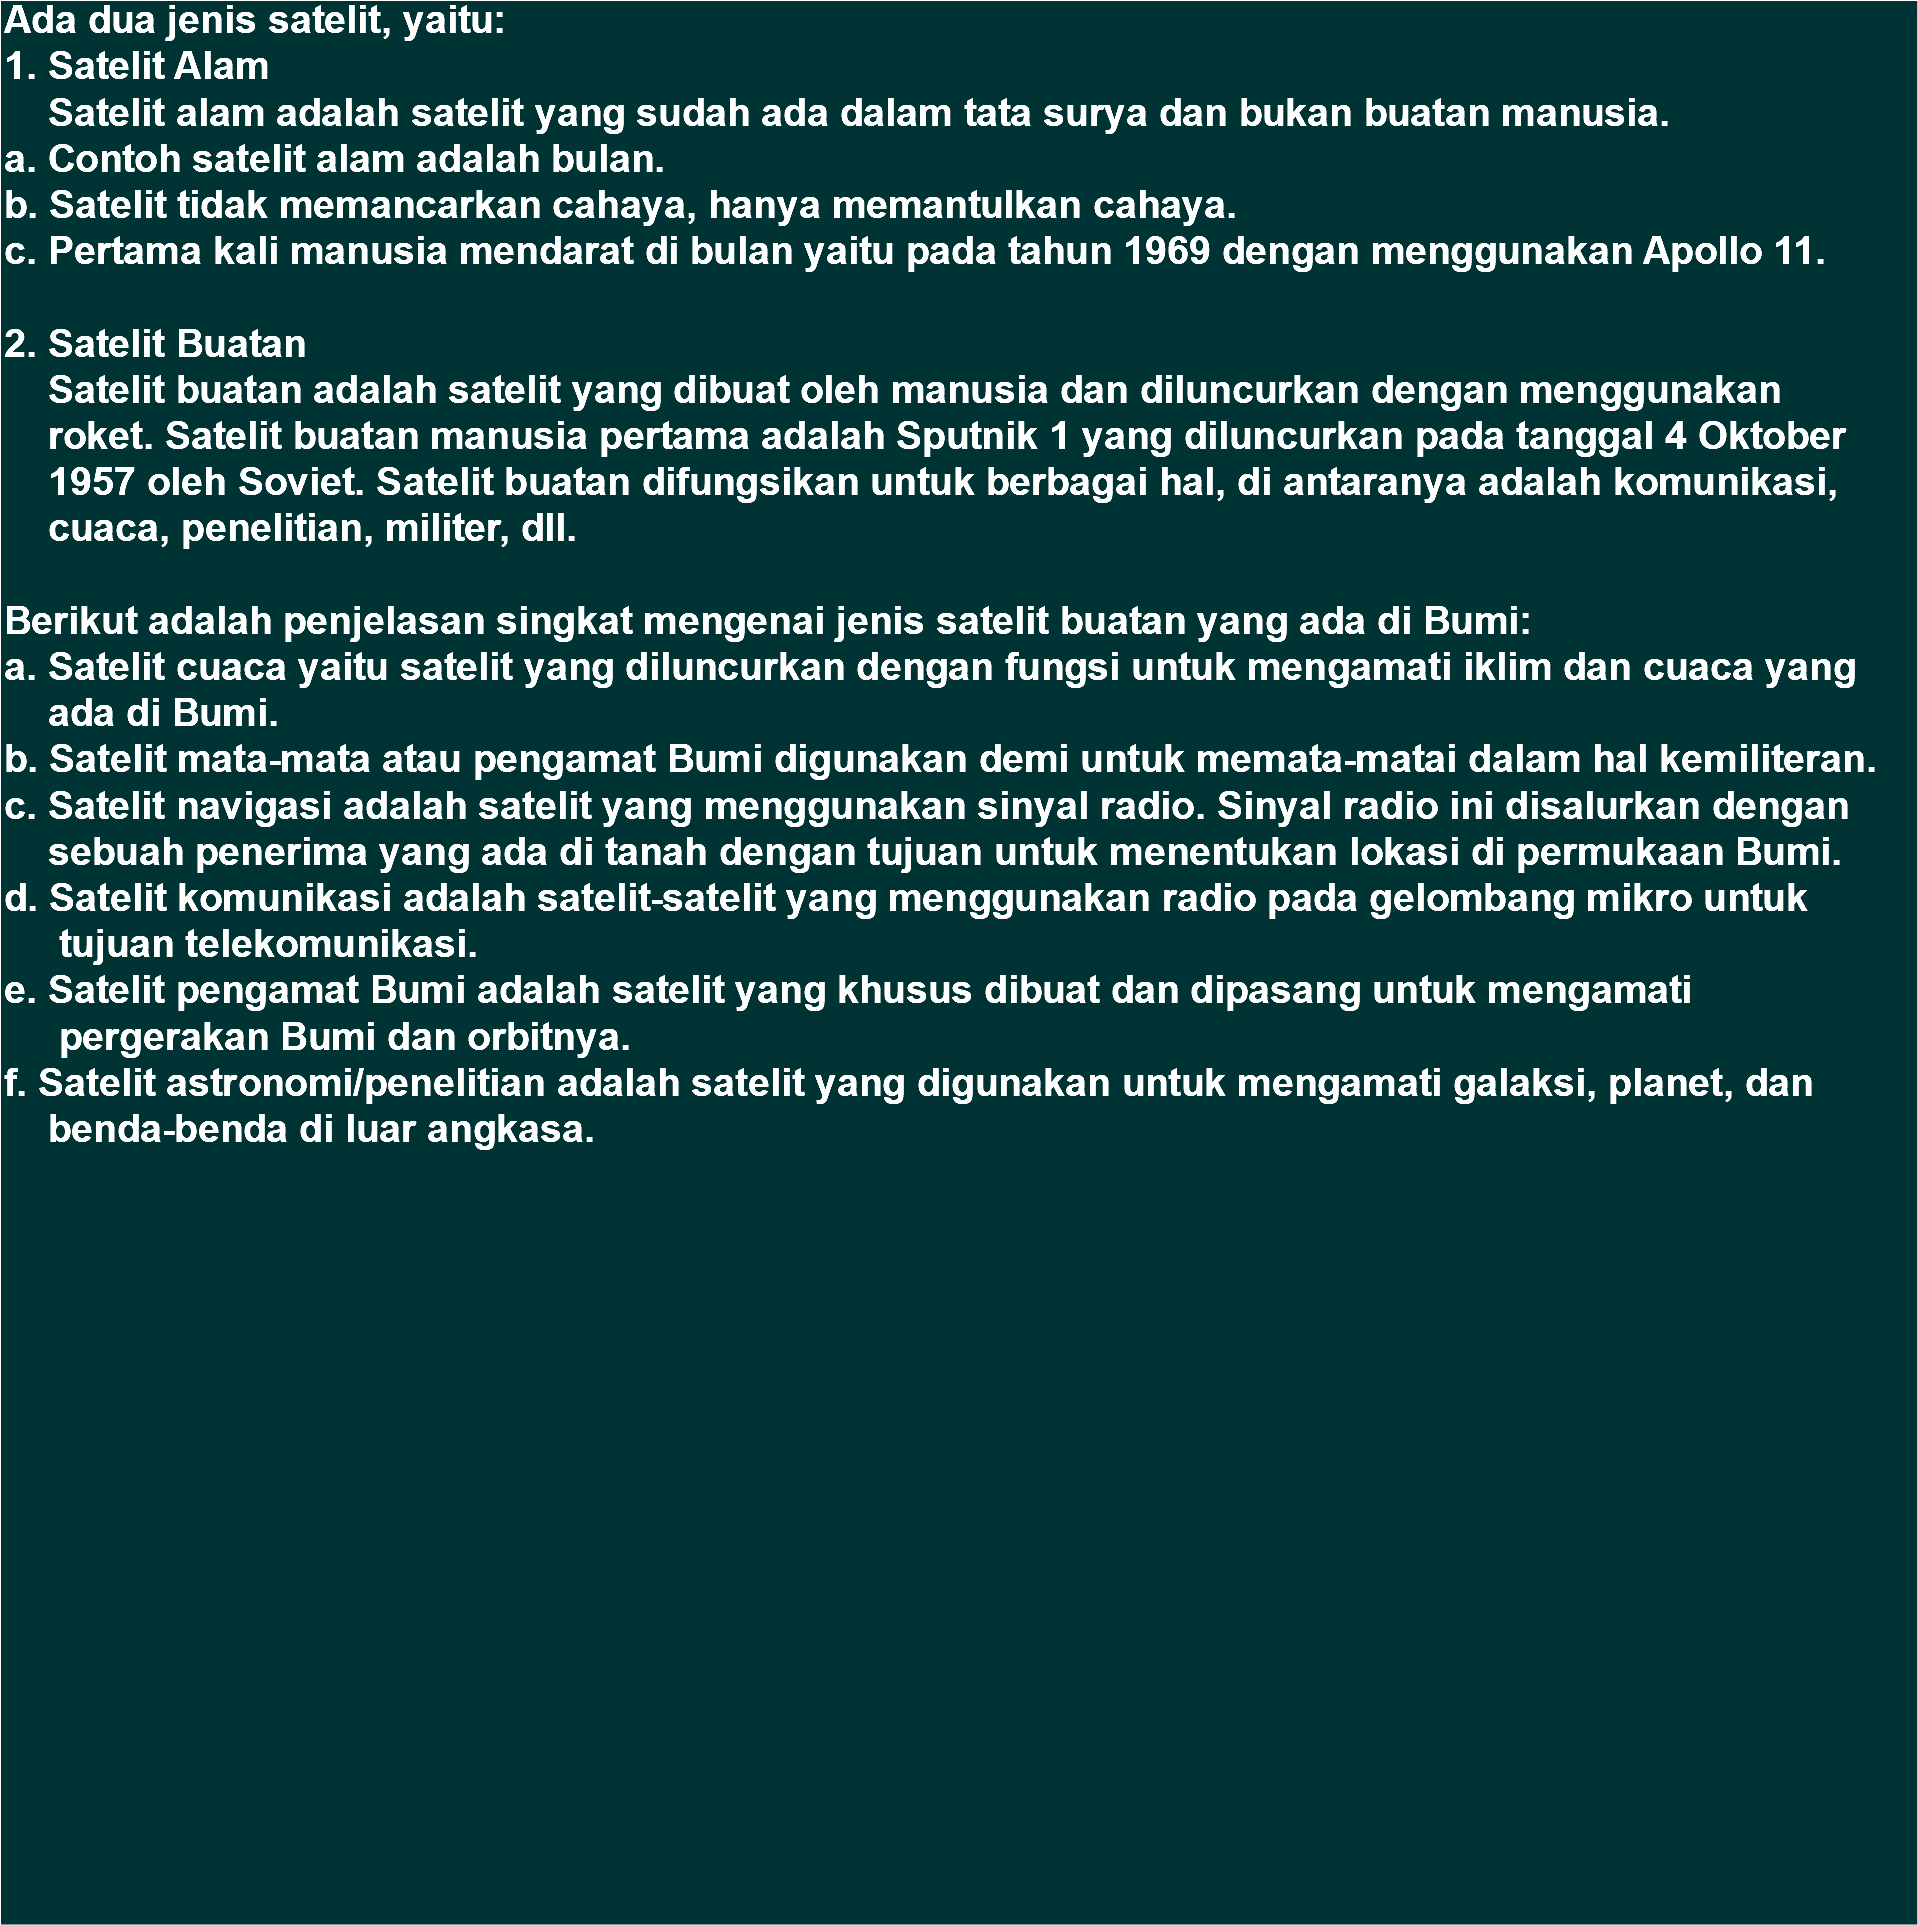 Ada dua jenis satelit, yaitu:
1. Satelit Alam
Satelit alam adalah satelit yang sudah ada dalam tata surya dan bukan buatan manusia.
a. Contoh satelit alam adalah bulan.
b. Satelit tidak memancarkan cahaya, hanya memantulkan cahaya.
c. Pertama kali manusia mendarat di bulan yaitu pada tahun 1969 dengan menggunakan Apollo 11.
2. Satelit Buatan
Satelit buatan adalah satelit yang dibuat oleh manusia dan diluncurkan dengan menggunakan
roket. Satelit buatan manusia pertama adalah Sputnik 1 yang diluncurkan pada tanggal 4 Oktober
1957 oleh Soviet. Satelit buatan difungsikan untuk berbagai hal, di antaranya adalah komunikasi,
cuaca, penelitian, militer, dll.
Berikut adalah penjelasan singkat mengenai jenis satelit buatan yang ada di Bumi:
a. Satelit cuaca yaitu satelit yang diluncurkan dengan fungsi untuk mengamati iklim dan cuaca yang
ada di Bumi.
b. Satelit mata-mata atau pengamat Bumi digunakan demi untuk memata-matai dalam hal kemiliteran.
c. Satelit navigasi adalah satelit yang menggunakan sinyal radio. Sinyal radio ini disalurkan dengan
sebuah penerima yang ada di tanah dengan tujuan untuk menentukan lokasi di permukaan Bumi.
d. Satelit komunikasi adalah satelit-satelit yang menggunakan radio pada gelombang mikro untuk
tujuan telekomunikasi.
e. Satelit pengamat Bumi adalah satelit yang khusus dibuat dan dipasang untuk mengamati
pergerakan Bumi dan orbitnya.
f. Satelit astronomi/penelitian adalah satelit yang digunakan untuk mengamati galaksi, planet, dan
benda-benda di luar angkasa.